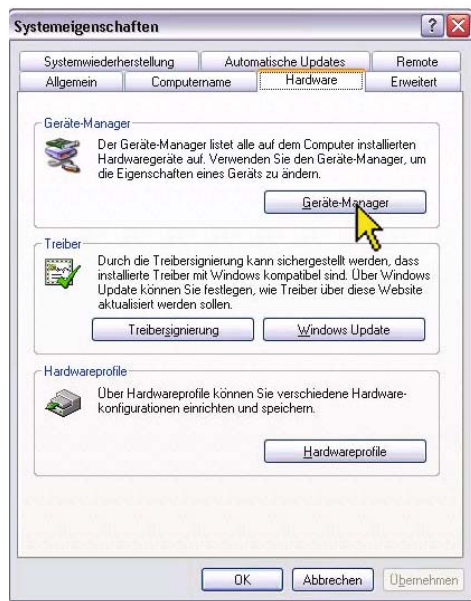 Systemeigenschaften
Systemwiederherstellung Automatische Updates Remote
Allgemein Computername Hardware Erweitert
Geräte-Manager
Der Geräte-Manager listet alle auf dem Computer installierten
Hardwaregeräte auf. Verwenden Sie den Geräte-Manager, um
die Eigenschaften eines Geräts zu ändern.
Geräte-Manager
Treiber
Durch die Treibersignierung kann sichergestellt werden, dass
installierte Treiber mit Windows kompatibel sind. Über Windows
Update können Sie festlegen, wie Treiber über diese Website
aktualisiert werden sollen.
Treibersignierung Windows Update
Hardwareprofile
Über Hardwareprofile können Sie verschiedene Hardware-
konfigurationen einrichten und speichern.
Hardwareprofile
OK Abbrechen Übernehmen